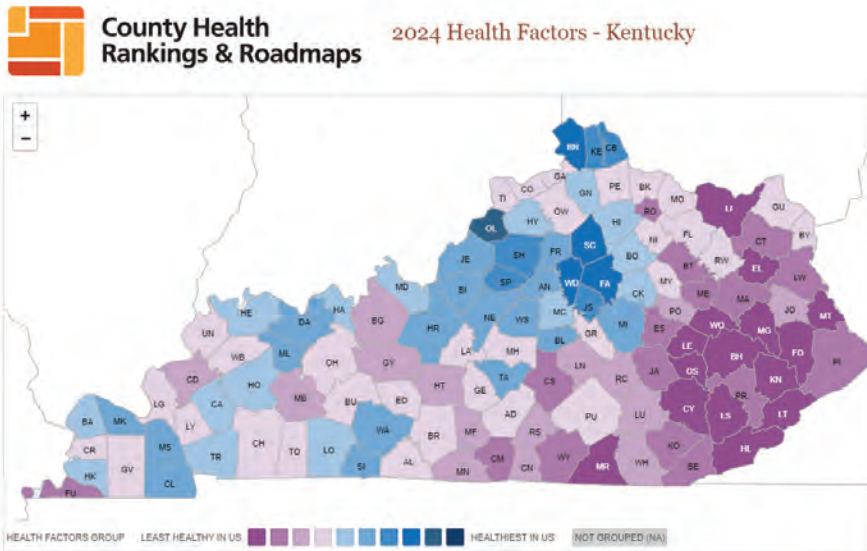 County Health
Rankings & Roadmaps
2024 Health Factors - Kentucky
+
−
BN KE CB
GA
TI CO GN PE BK MO LI GU
OL HY OW HI RO
JE SH FR SC NI FL CT BY
BO RW EL
MD BI SP AN WD FA MY BT LW
HE DA HA CK ME MA JO MT
UN BG HR NE WS MC JS MI PO WO MG
BL GR ES LE FD PI
WB ML OH LA MH BH
CD GY TA LN JA OS KN
HO HT GE CS RC PR
LG MB BU ED CY LS LT
BA MK CA AD PU LU
LY WA BR MF RS KO HL
CR MS CH TO LO WY
HK GV TR SI AL MN CM CN MR WH BE
FU CL
HEALTH FACTORS GROUP LEAST HEALTHY IN US HEALTHIEST IN US NOT GROUPED (NA)